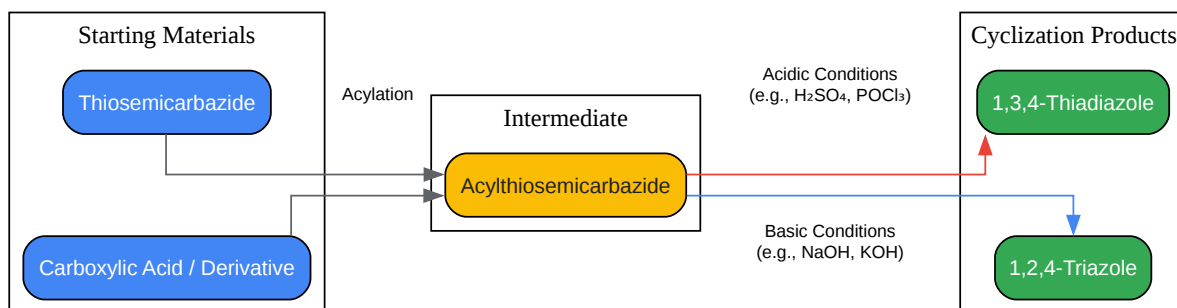 Starting Materials
Thiosemicarbazide
Carboxylic Acid / Derivative
Acylation
Intermediate
Acylthiosemicarbazide
Acidic Conditions
(e.g., H₂SO₄, POCl₃)
Basic Conditions
(e.g., NaOH, KOH)
Cyclization Products
1,3,4-Thiadiazole
1,2,4-Triazole